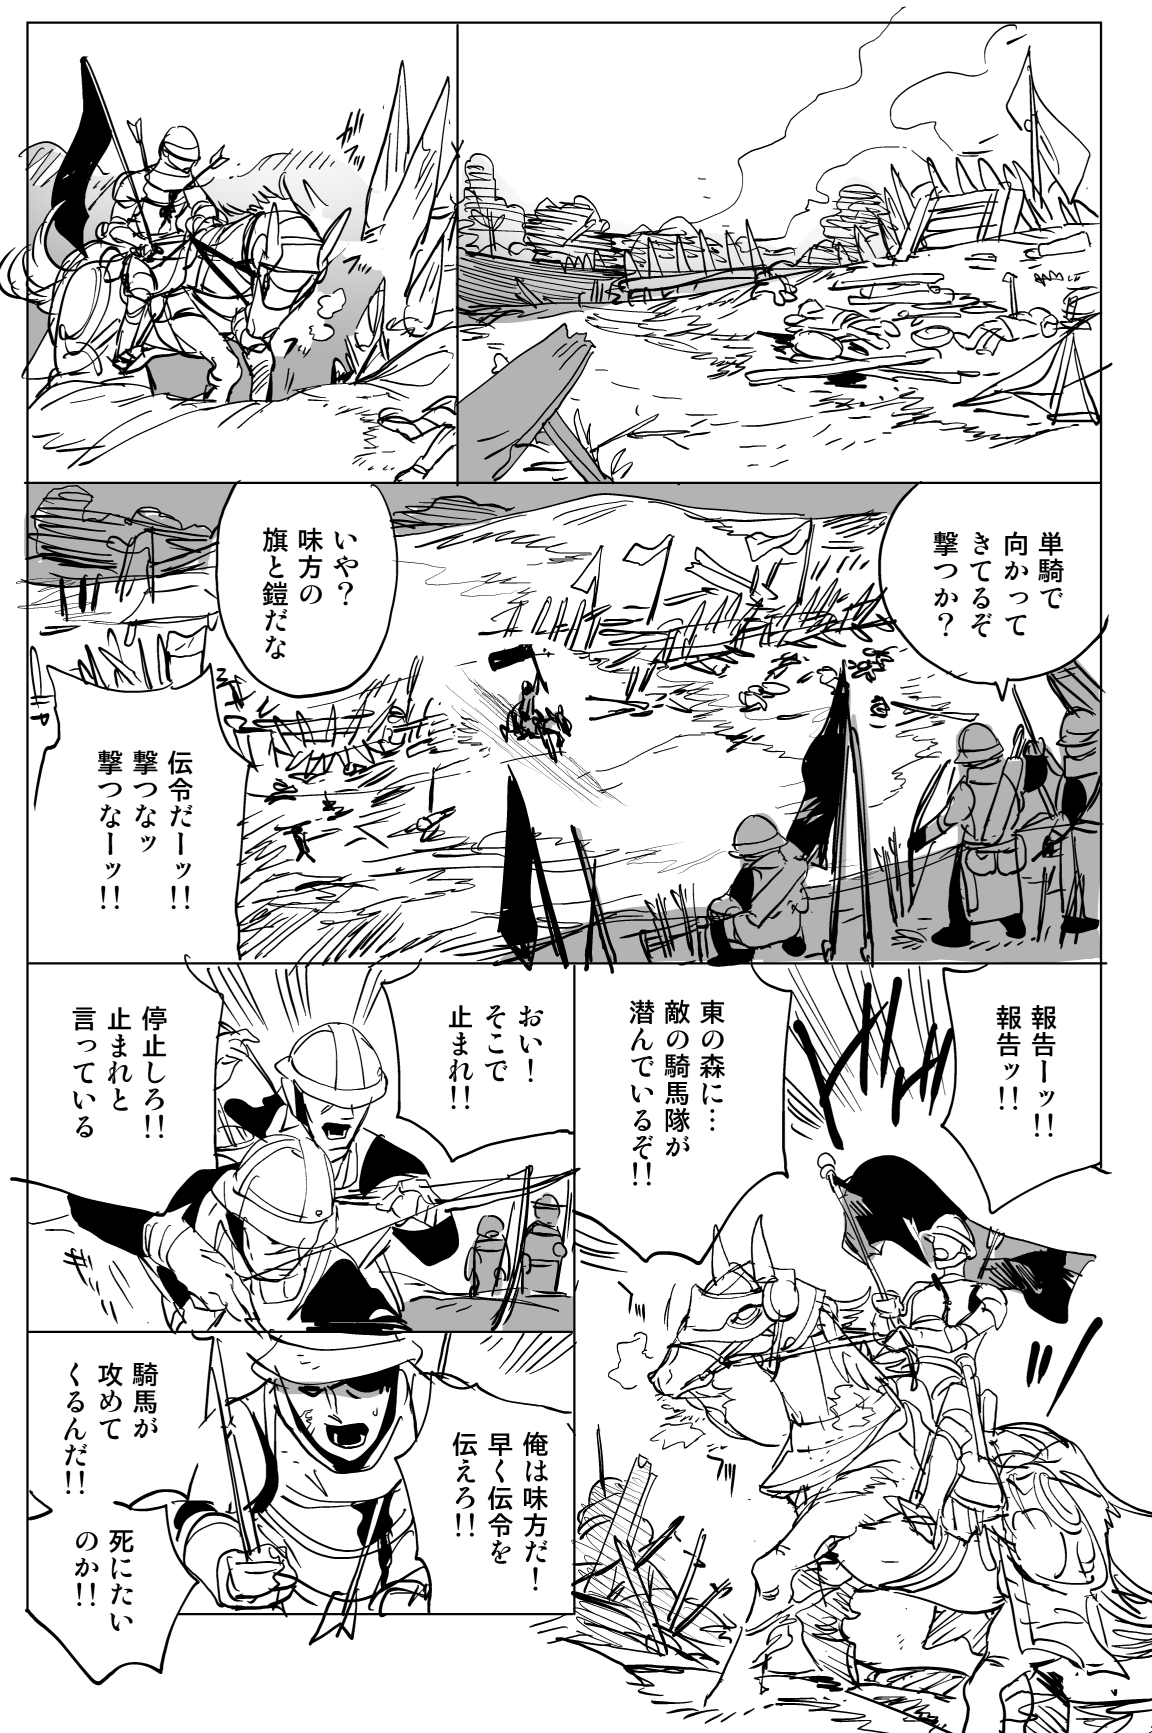 単騎で
向かって
きてるぞ
撃つか？
いや？
味方の
旗と鎧だな
伝令だーッ!!
撃つなッ
撃つなーッ!!
報告ーッ!!
報告ッ!!
東の森に…
敵の騎馬隊が
潜んでいるぞ!!
おい！
そこで
止まれ!!
停止しろ!!
止まれと
言っている
俺は味方だ！
早く伝令を
伝えろ!!
騎馬が
攻めて
くるんだ!!
死にたい
のか!!